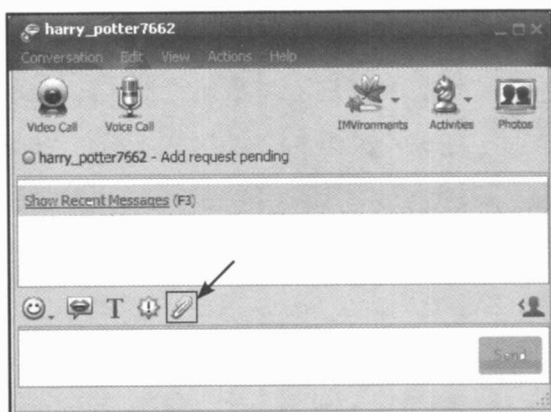 harry_potter7662
Conversation Edit View Actions Help
Video Call Voice Call IMVironments Activities Photos
harry_potter7662 - Add request pending
Show Recent Messages (F3)
T
Send